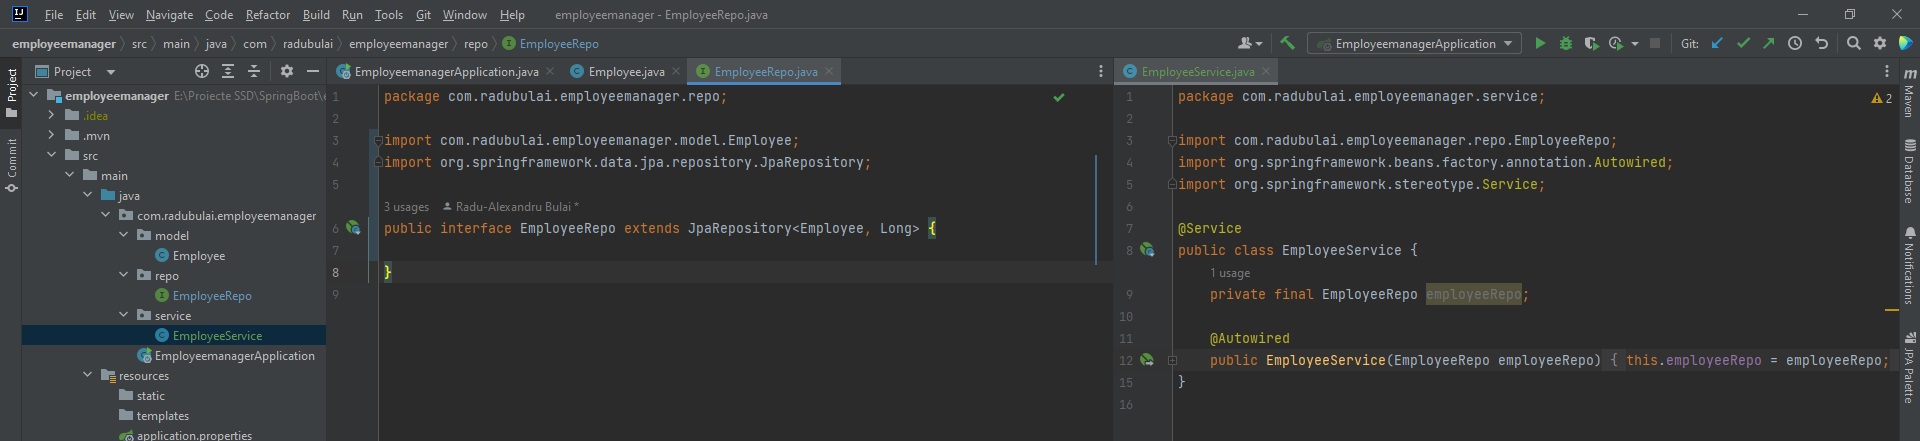 File Edit View Navigate Code Refactor Build Run Tools Git Window Help employeemanager - EmployeeRepo.java
employeemanager src main java com radubulai employeemanager repo EmployeeRepo EmployeemanagerApplication Git:
Project
EmployeemanagerApplication.java Employee.java EmployeeRepo.java EmployeeService.java
Project
Commit
employeemanager E:\Proiecte SSD\SpringBoot\e
.idea
.mvn
src
main
java
com.radubulai.employeemanager
model
Employee
repo
EmployeeRepo
service
EmployeeService
EmployeemanagerApplication
resources
static
templates
application.properties
1 package com.radubulai.employeemanager.repo;
2
3 import com.radubulai.employeemanager.model.Employee;
4 import org.springframework.data.jpa.repository.JpaRepository;
5
3 usages Radu-Alexandru Bulai *
6 public interface EmployeeRepo extends JpaRepository<Employee, Long> {
7
8 }
9
1 package com.radubulai.employeemanager.service;
2
2
3 import com.radubulai.employeemanager.repo.EmployeeRepo;
4 import org.springframework.beans.factory.annotation.Autowired;
5 import org.springframework.stereotype.Service;
6
7 @Service
8 public class EmployeeService {
1 usage
9 private final EmployeeRepo employeeRepo;
10
11 @Autowired
12 public EmployeeService(EmployeeRepo employeeRepo) { this.employeeRepo = employeeRepo;
15 }
16
Maven
Database
Notifications
JPA Palette